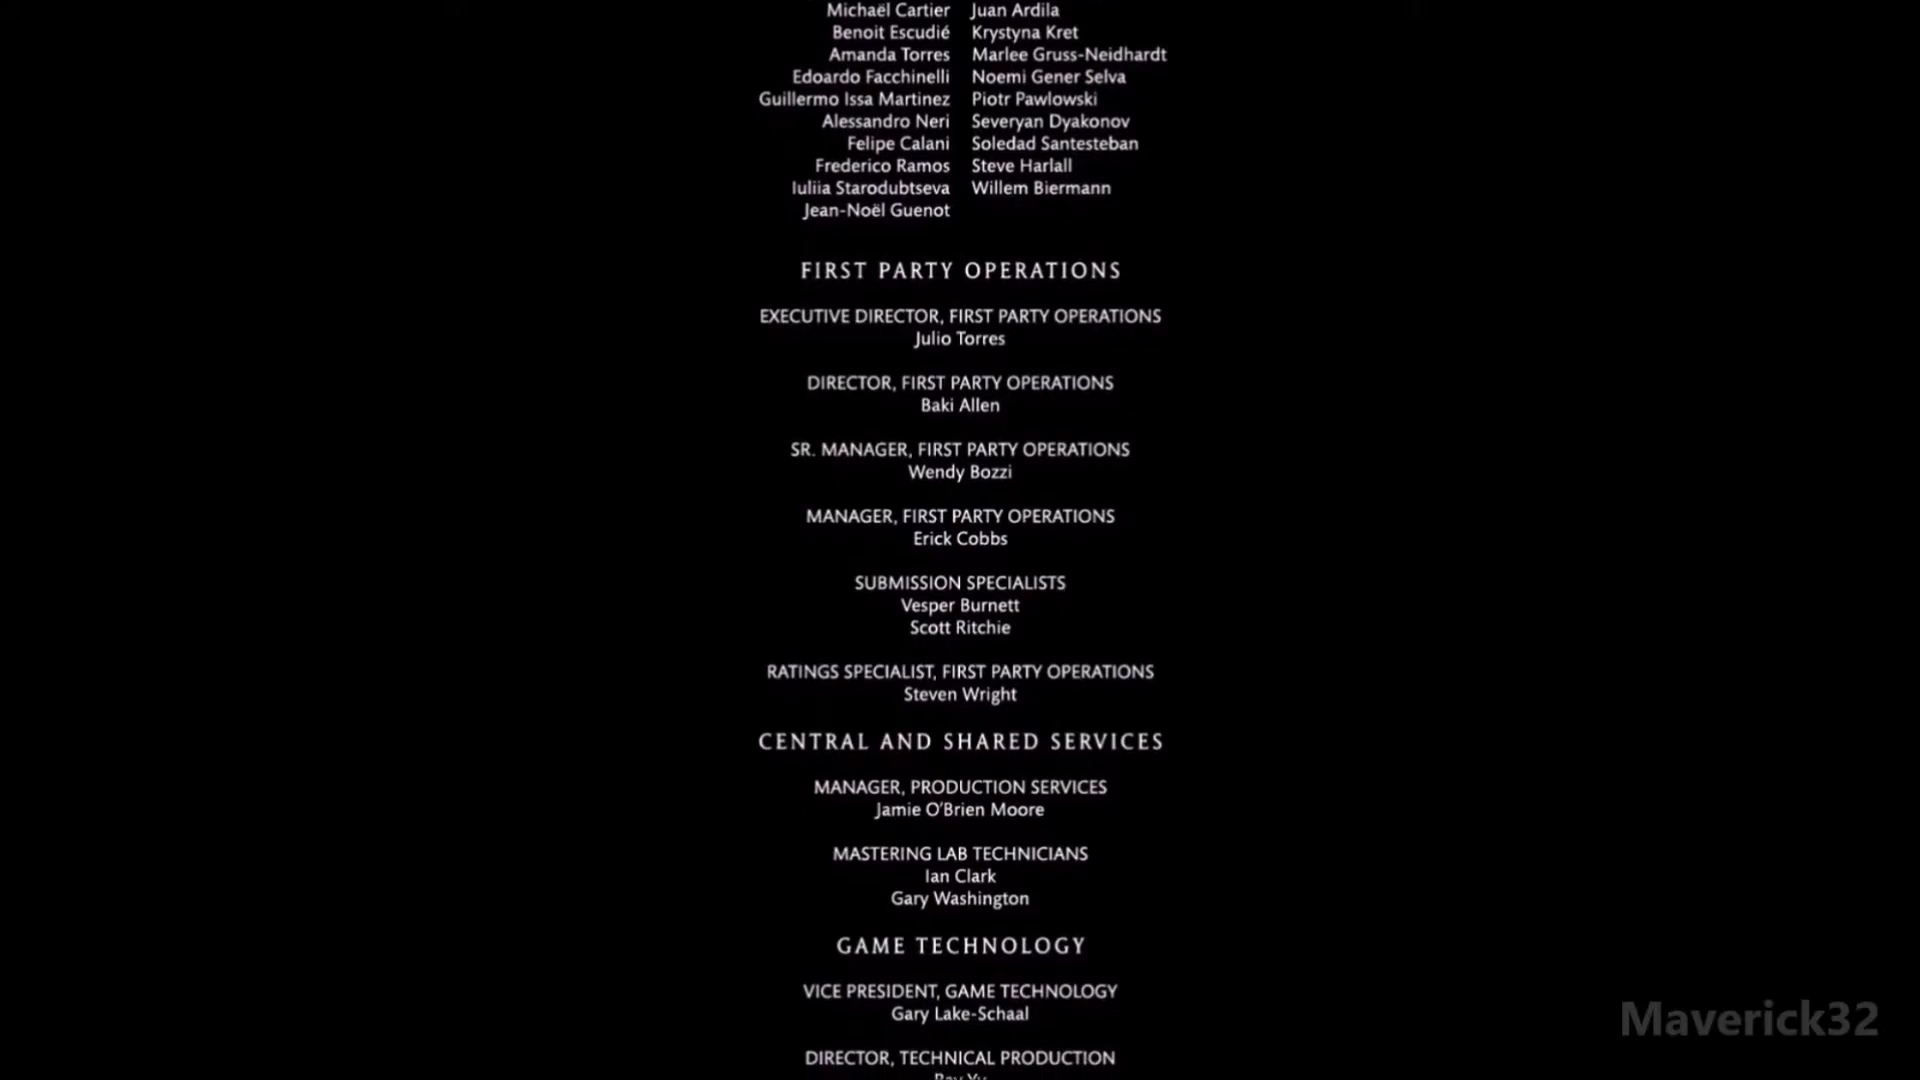 Michaël Cartier Juan Ardila
Benoit Escudié Krystyna Kret
Amanda Torres Marlee Gruss-Neidhardt
Edoardo Facchinelli Noemi Gener Selva
Guillermo Issa Martinez Piotr Pawlowski
Alessandro Neri Severyan Dyakonov
Felipe Calani Soledad Santesteban
Frederico Ramos Steve Harlall
Iuliia Starodubtseva Willem Biermann
Jean-Noël Guenot
FIRST PARTY OPERATIONS
EXECUTIVE DIRECTOR, FIRST PARTY OPERATIONS
Julio Torres
DIRECTOR, FIRST PARTY OPERATIONS
Baki Allen
SR. MANAGER, FIRST PARTY OPERATIONS
Wendy Bozzi
MANAGER, FIRST PARTY OPERATIONS
Erick Cobbs
SUBMISSION SPECIALISTS
Vesper Burnett
Scott Ritchie
RATINGS SPECIALIST, FIRST PARTY OPERATIONS
Steven Wright
CENTRAL AND SHARED SERVICES
MANAGER, PRODUCTION SERVICES
Jamie O'Brien Moore
MASTERING LAB TECHNICIANS
Ian Clark
Gary Washington
GAME TECHNOLOGY
VICE PRESIDENT, GAME TECHNOLOGY
Gary Lake-Schaal
DIRECTOR, TECHNICAL PRODUCTION
Maverick32